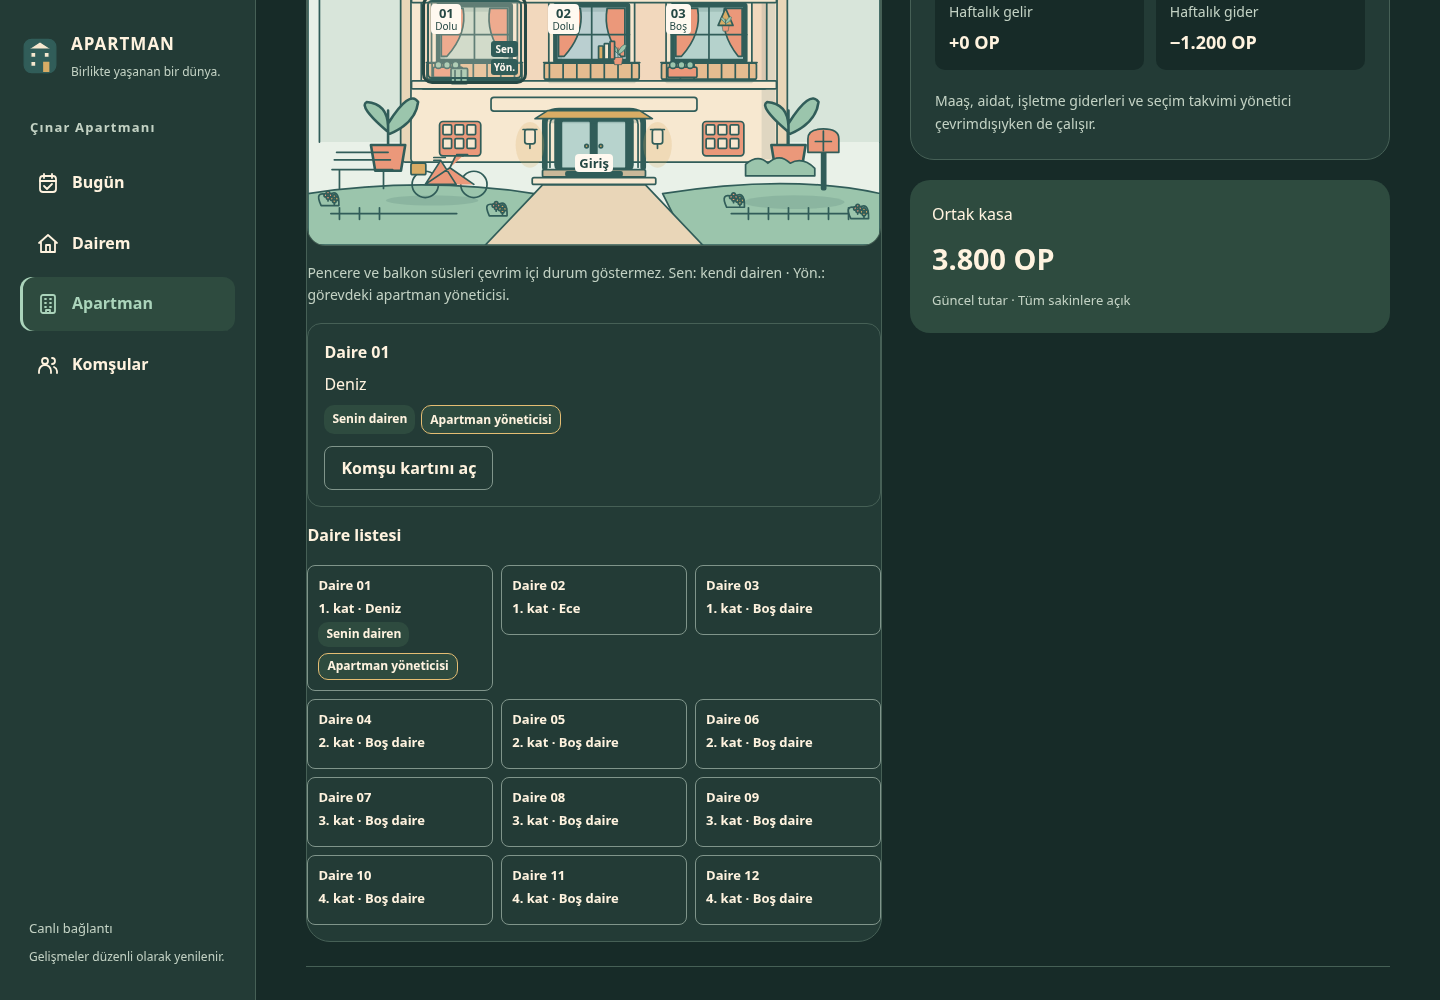 APARTMAN
Birlikte yaşanan bir dünya.
Çınar Apartmanı
Bugün
Dairem
Apartman
Komşular
Canlı bağlantı
Gelişmeler düzenli olarak yenilenir.
01
Dolu
Sen
Yön.
02
Dolu
03
Boş
Giriş
Pencere ve balkon süsleri çevrim içi durum göstermez. Sen: kendi dairen · Yön.:
görevdeki apartman yöneticisi.
Daire 01
Deniz
Senin dairen
Apartman yöneticisi
Komşu kartını aç
Daire listesi
Daire 01
1. kat · Deniz
Senin dairen
Apartman yöneticisi
Daire 02
1. kat · Ece
Daire 03
1. kat · Boş daire
Daire 04
2. kat · Boş daire
Daire 05
2. kat · Boş daire
Daire 06
2. kat · Boş daire
Daire 07
3. kat · Boş daire
Daire 08
3. kat · Boş daire
Daire 09
3. kat · Boş daire
Daire 10
4. kat · Boş daire
Daire 11
4. kat · Boş daire
Daire 12
4. kat · Boş daire
Haftalık gelir
+0 OP
Haftalık gider
−1.200 OP
Maaş, aidat, işletme giderleri ve seçim takvimi yönetici
çevrimdışıyken de çalışır.
Ortak kasa
3.800 OP
Güncel tutar · Tüm sakinlere açık